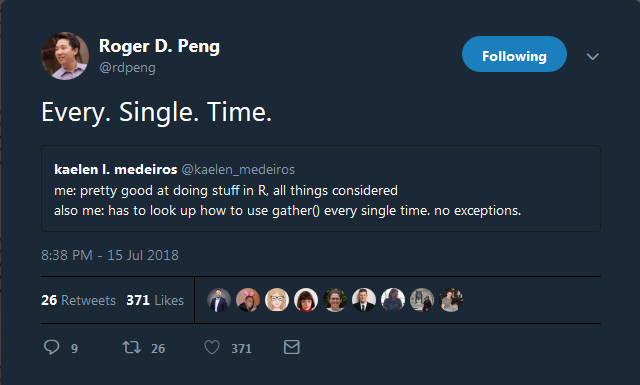 Roger D. Peng
@rdpeng
Following
Every. Single. Time.
kaelen l. medeiros @kaelen_medeiros
me: pretty good at doing stuff in R, all things considered
also me: has to look up how to use gather() every single time. no exceptions.
8:38 PM - 15 Jul 2018
26 Retweets 371 Likes
9 26 371